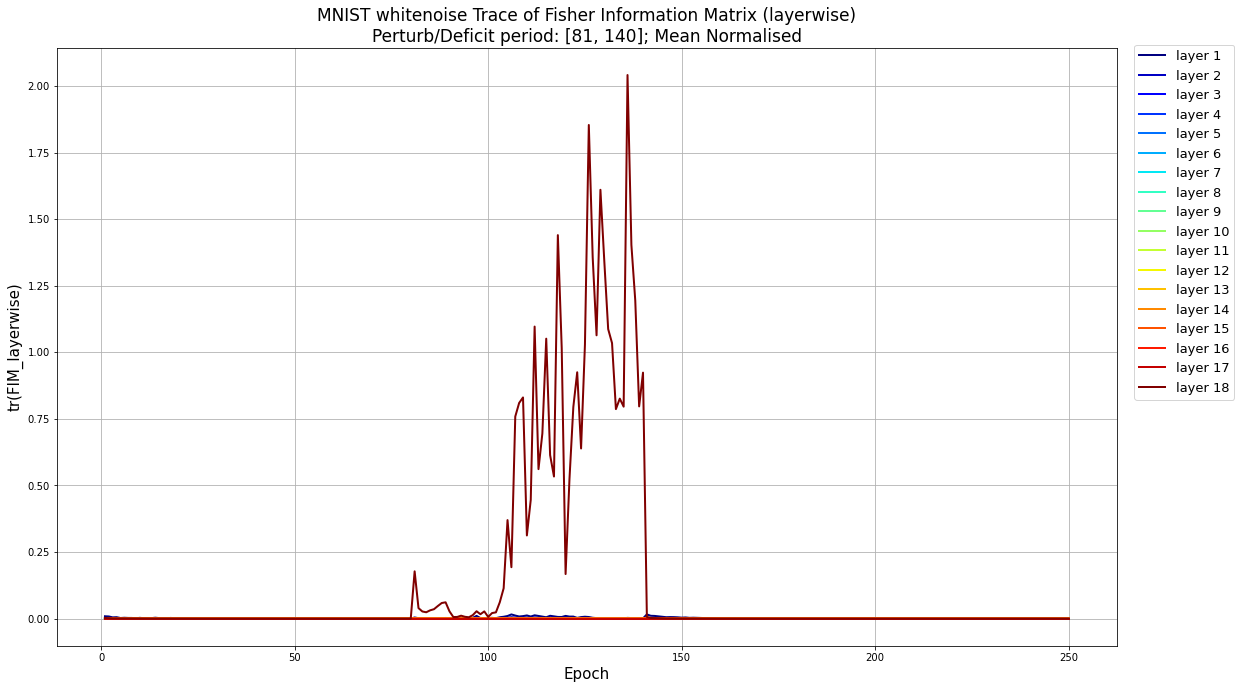 MNIST whitenoise Trace of Fisher Information Matrix (layerwise)
Perturb/Deficit period: [81, 140]; Mean Normalised
tr(FIM_layerwise)
2.00
1.75
1.50
1.25
1.00
0.75
0.50
0.25
0.00
0
50
100
150
200
250
Epoch
layer 1
layer 2
layer 3
layer 4
layer 5
layer 6
layer 7
layer 8
layer 9
layer 10
layer 11
layer 12
layer 13
layer 14
layer 15
layer 16
layer 17
layer 18